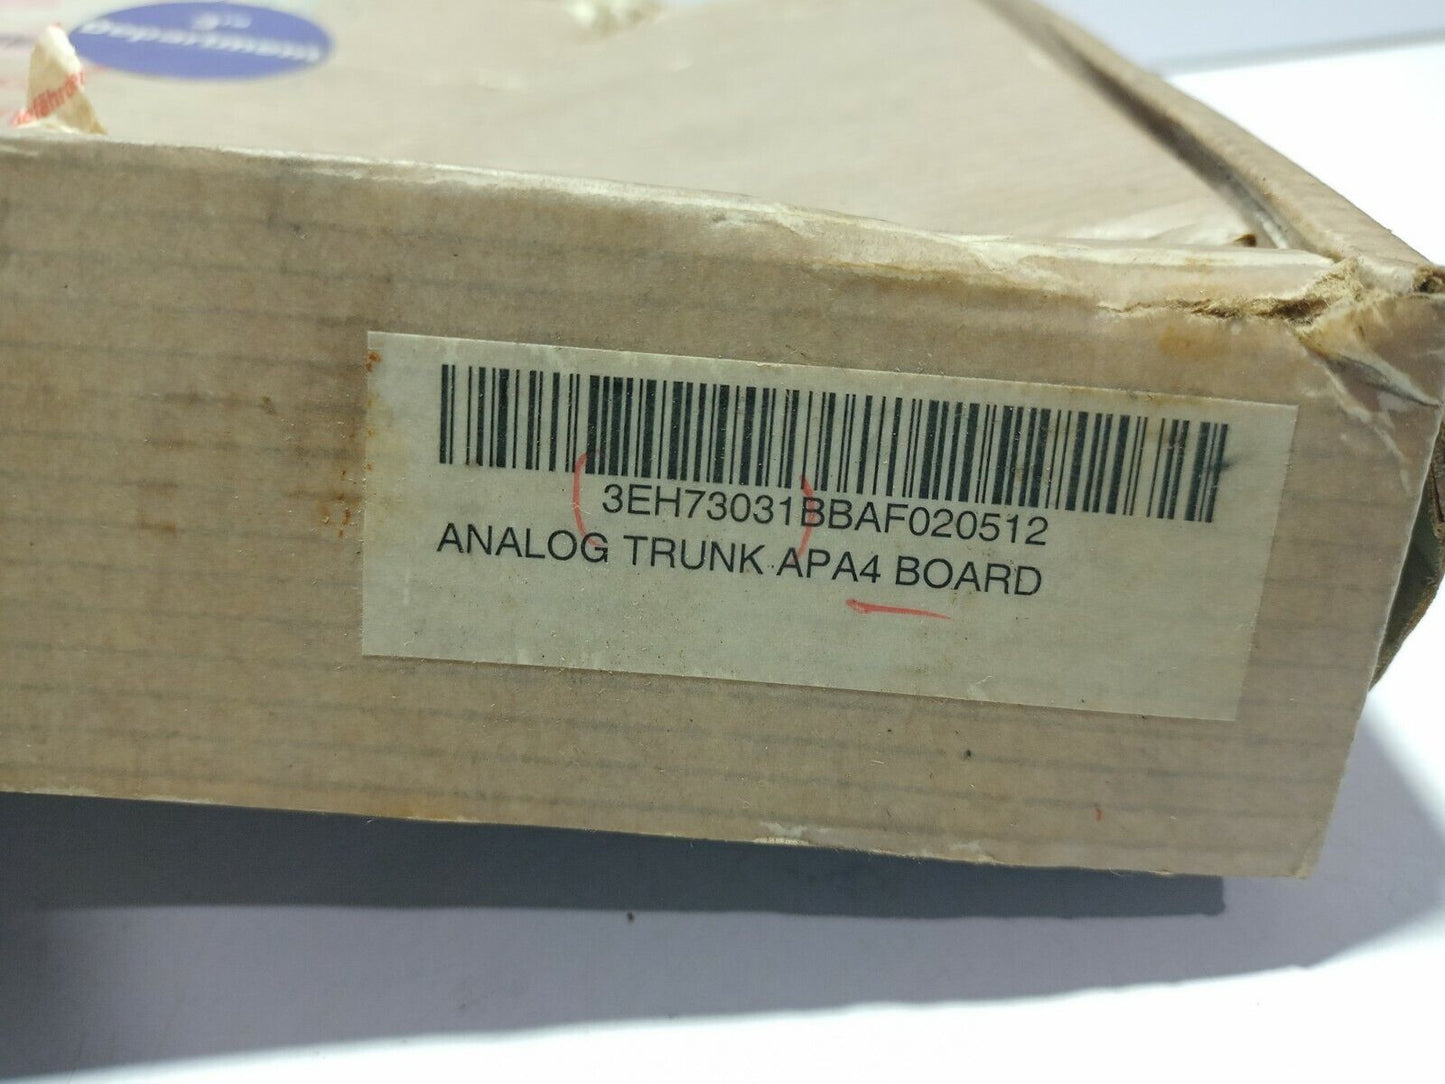 3EH73031BBAF020512
ANALOG TRUNK APA4 BOARD